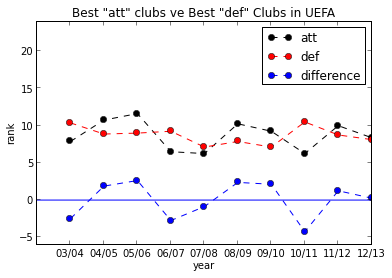 Best "att" clubs ve Best "def" Clubs in UEFA
att
def
difference
rank
20
15
10
5
0
−5
03/04 04/05 05/06 06/07 07/08 08/09 09/10 10/11 11/12 12/13
year